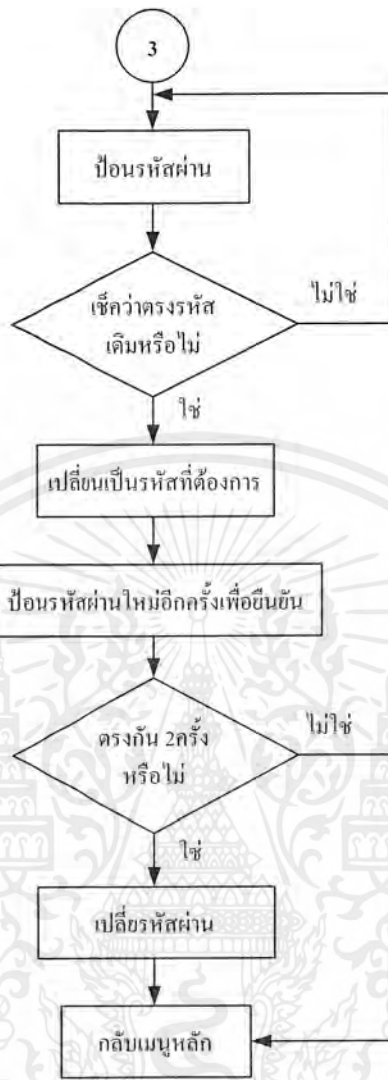 3
ป้อนรหัสผ่าน
เช็คว่าตรงรหัส
เดิมหรือไม่
ไม่ใช่
ใช่
เปลี่ยนเป็นรหัสที่ต้องการ
ป้อนรหัสผ่านใหม่อีกครั้งเพื่อยืนยัน
ตรงกัน 2ครั้ง
หรือไม่
ไม่ใช่
ใช่
เปลี่ยรหัสผ่าน
กลับเมนูหลัก